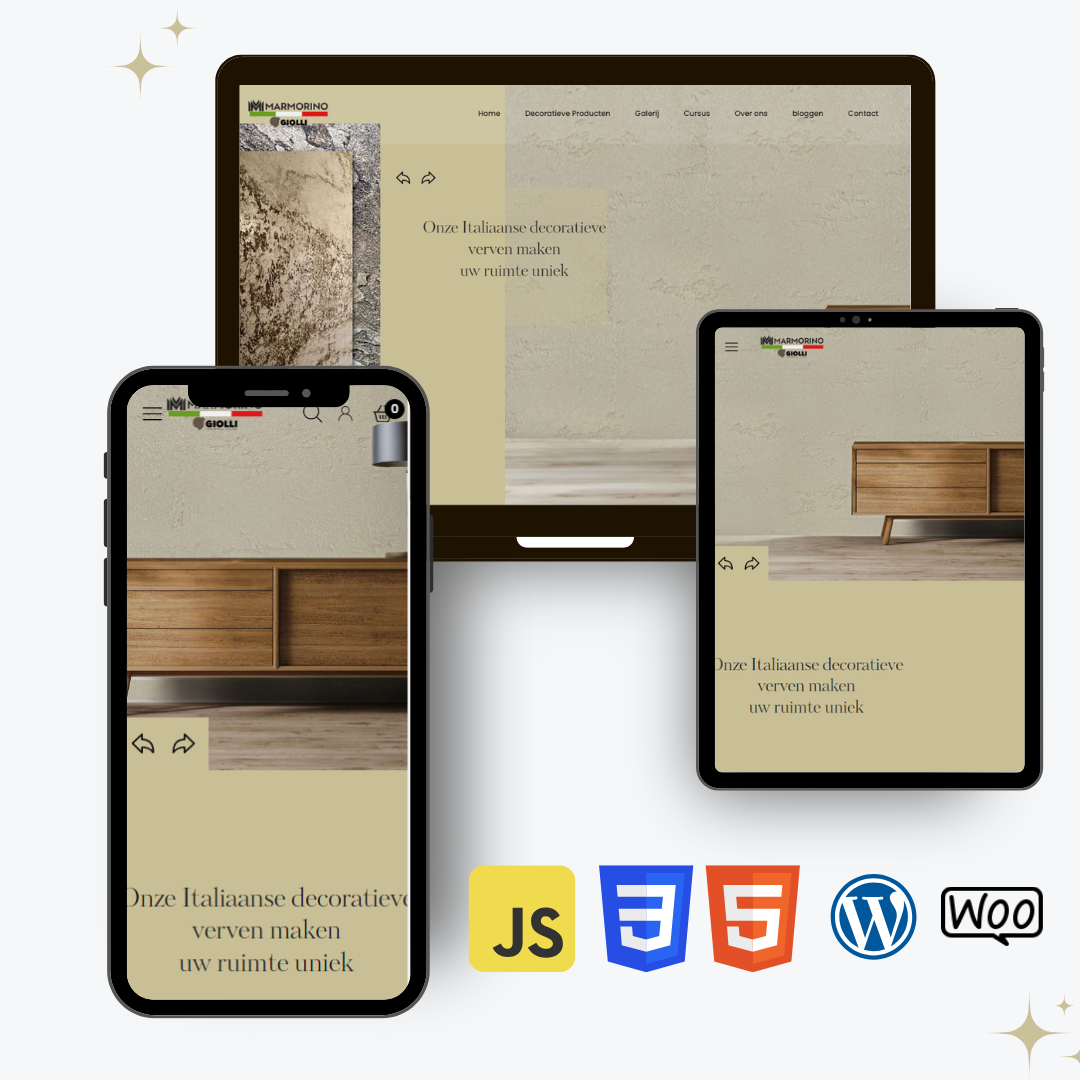 MARMORINO
GIOLLI
Home Decoratieve Producten Galerij Cursus Over ons bloggen Contact
Onze Italiaanse decoratieve
verven maken
uw ruimte uniek
MARMORINO
GIOLLI
Onze Italiaanse decoratieve
verven maken
uw ruimte uniek
MARMORINO
GIOLLI
0
Onze Italiaanse decoratieve
verven maken
uw ruimte uniek
JS
3
5
W
WOO